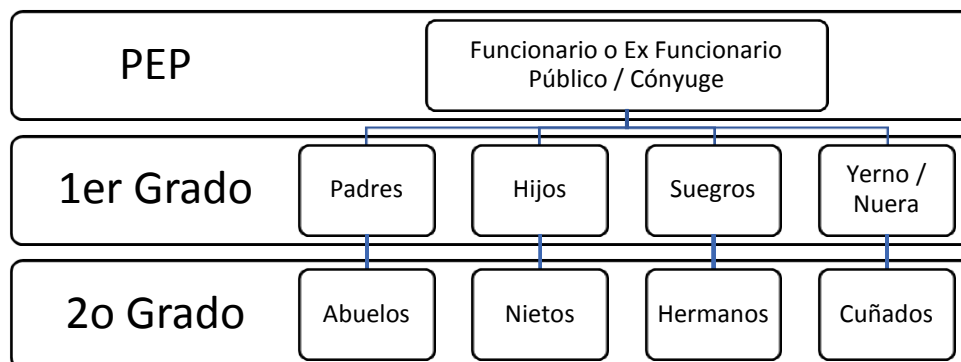 PEP
Funcionario o Ex Funcionario
Público / Cónyuge
1er Grado
Padres
Hijos
Suegros
Yerno /
Nuera
2o Grado
Abuelos
Nietos
Hermanos
Cuñados